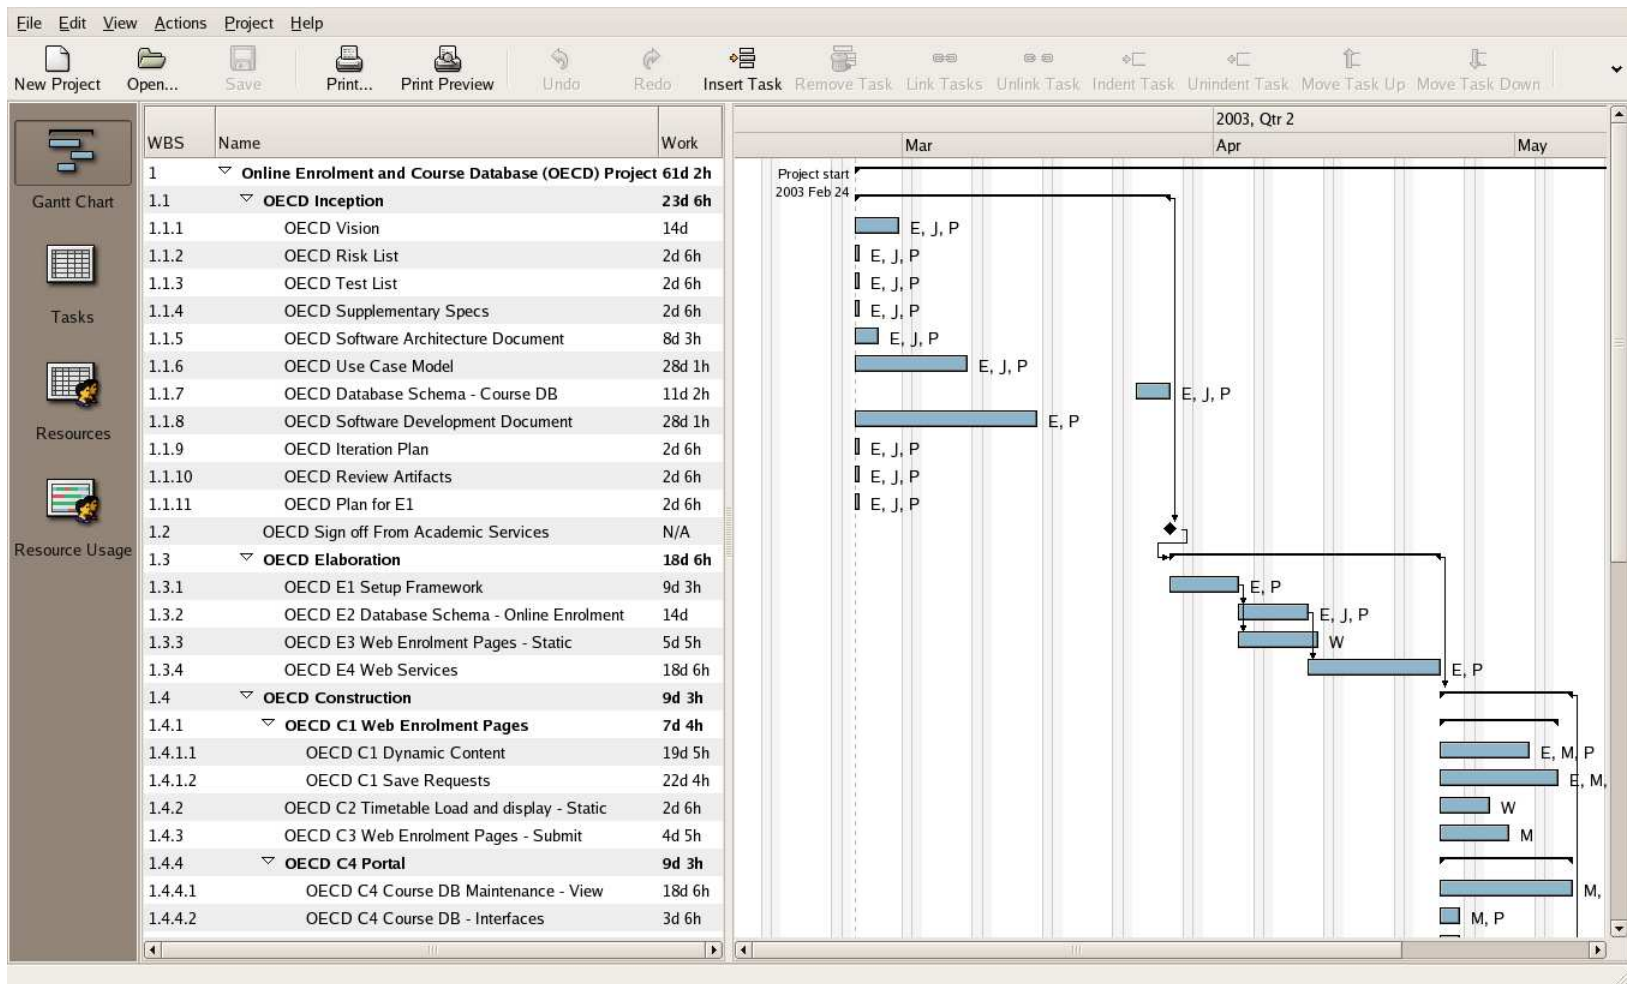 File Edit View Actions Project Help
New Project Open... Save Print... Print Preview Undo Redo Insert Task Remove Task Link Tasks Unlink Task Indent Task Unindent Task Move Task Up Move Task Down
Gantt Chart
Tasks
Resources
Resource Usage
WBS Name Work
1 Online Enrolment and Course Database (OECD) Project 61d 2h
1.1 OECD Inception 23d 6h
1.1.1 OECD Vision 14d
1.1.2 OECD Risk List 2d 6h
1.1.3 OECD Test List 2d 6h
1.1.4 OECD Supplementary Specs 2d 6h
1.1.5 OECD Software Architecture Document 8d 3h
1.1.6 OECD Use Case Model 28d 1h
1.1.7 OECD Database Schema - Course DB 11d 2h
1.1.8 OECD Software Development Document 28d 1h
1.1.9 OECD Iteration Plan 2d 6h
1.1.10 OECD Review Artifacts 2d 6h
1.1.11 OECD Plan for E1 2d 6h
1.2 OECD Sign off From Academic Services N/A
1.3 OECD Elaboration 18d 6h
1.3.1 OECD E1 Setup Framework 9d 3h
1.3.2 OECD E2 Database Schema - Online Enrolment 14d
1.3.3 OECD E3 Web Enrolment Pages - Static 5d 5h
1.3.4 OECD E4 Web Services 18d 6h
1.4 OECD Construction 9d 3h
1.4.1 OECD C1 Web Enrolment Pages 7d 4h
1.4.1.1 OECD C1 Dynamic Content 19d 5h
1.4.1.2 OECD C1 Save Requests 22d 4h
1.4.2 OECD C2 Timetable Load and display - Static 2d 6h
1.4.3 OECD C3 Web Enrolment Pages - Submit 4d 5h
1.4.4 OECD C4 Portal 9d 3h
1.4.4.1 OECD C4 Course DB Maintenance - View 18d 6h
1.4.4.2 OECD C4 Course DB - Interfaces 3d 6h
2003, Qtr 2
Mar Apr May
Project start
2003 Feb 24
E, J, P
E, J, P
E, J, P
E, J, P
E, J, P
E, J, P
E, J, P
E, P
E, J, P
E, J, P
E, J, P
E, P
E, J, P
W
E, P
E, M, P
E, M,
W
M
M,
M, P